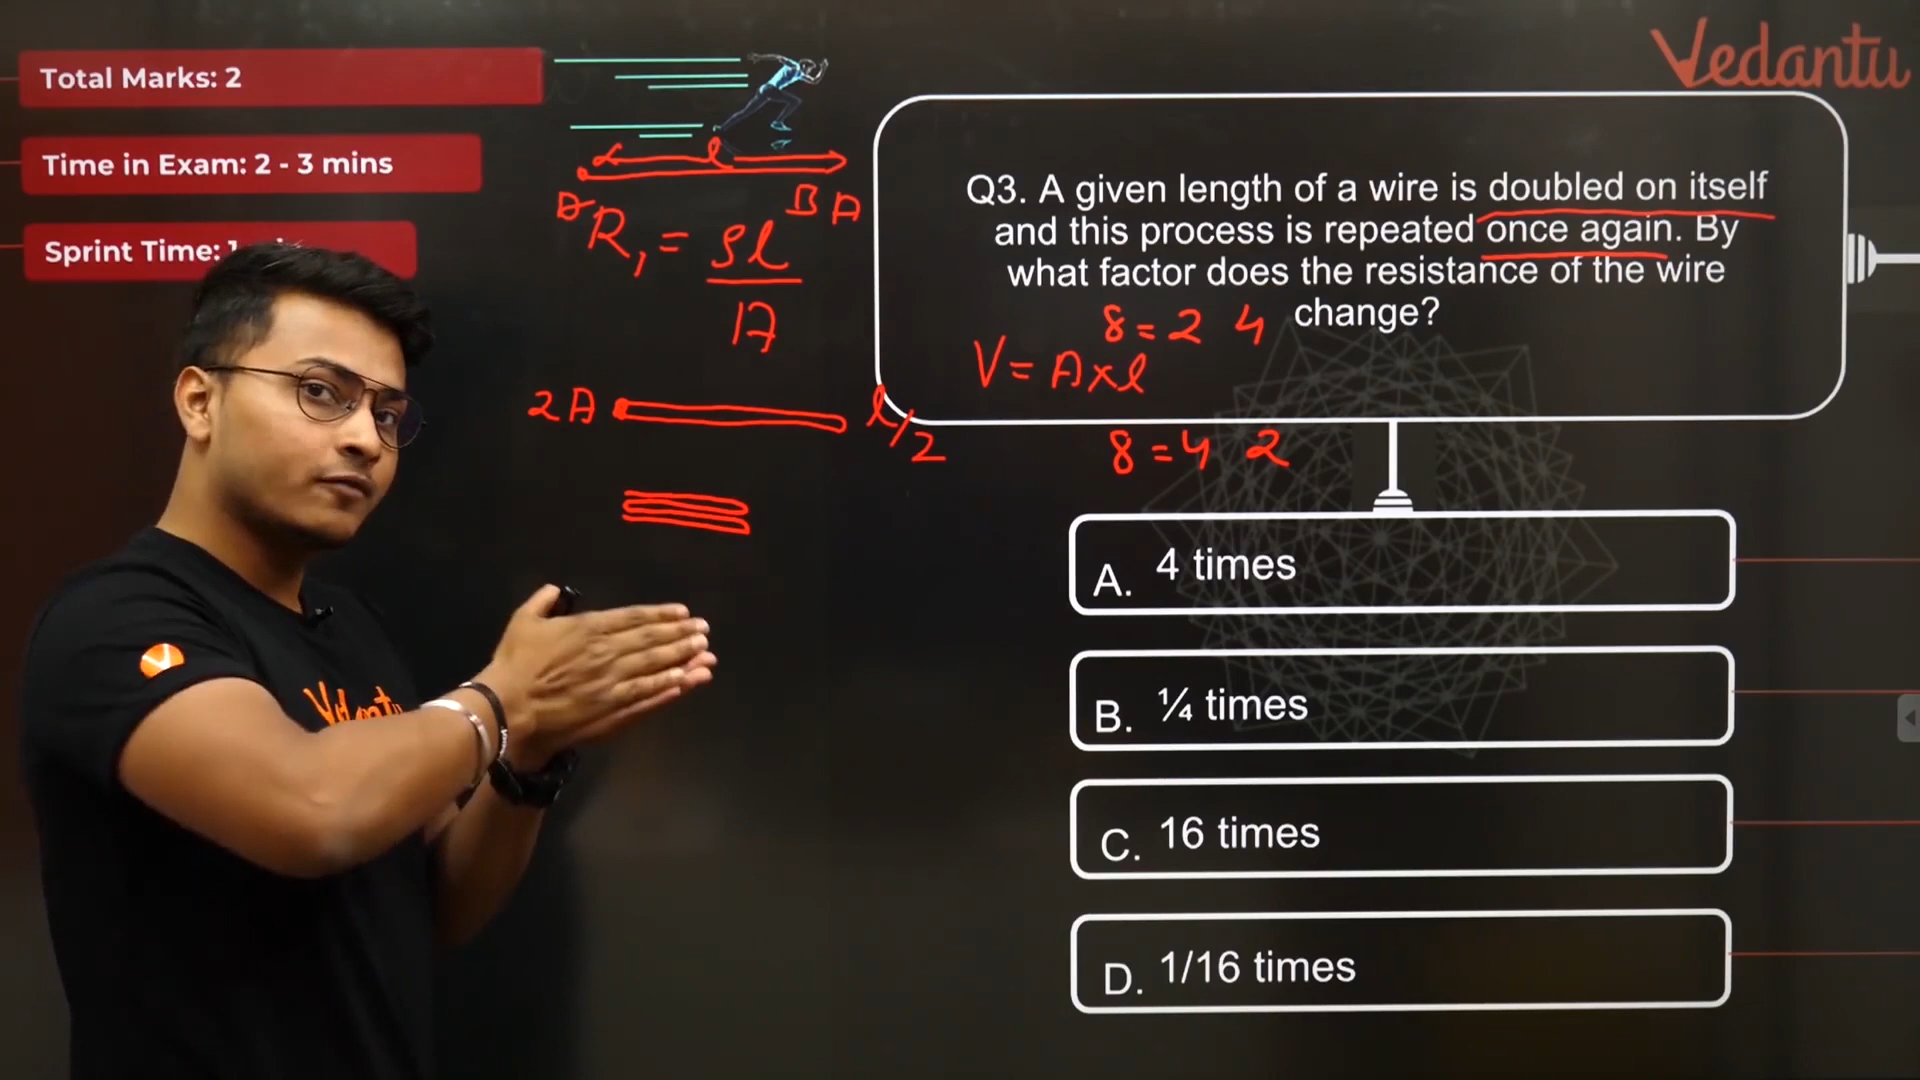 Vedantu
Total Marks: 2
Time in Exam: 2 - 3 mins
Sprint Time: 1
l
B A
R₁ = ρl
A
2A
l/2
Q3. A given length of a wire is doubled on itself
and this process is repeated once again. By
what factor does the resistance of the wire
change?
8 = 2 4
V = A × l
8 = 4 2
A. 4 times
B. ¼ times
C. 16 times
D. 1/16 times
Vedantu